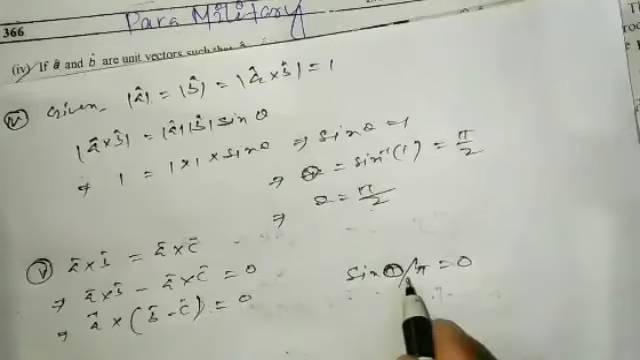 366
Para Military
(iv) If â and b̂ are unit vectors such that
(iv) Given, |â| = |b̂| = |â × b̂| = 1
|â × b̂| = |â||b̂| sin θ
⇒ 1 = 1 × 1 × sin θ ⇒ sin θ = 1
⇒ θ = sin⁻¹(1) = π/2
⇒ θ = π/2
(v) ā × b̄ = ā × c̄
⇒ ā × b̄ - ā × c̄ = 0
⇒ ā × (b̄ - c̄) = 0
sin 0/π = 0